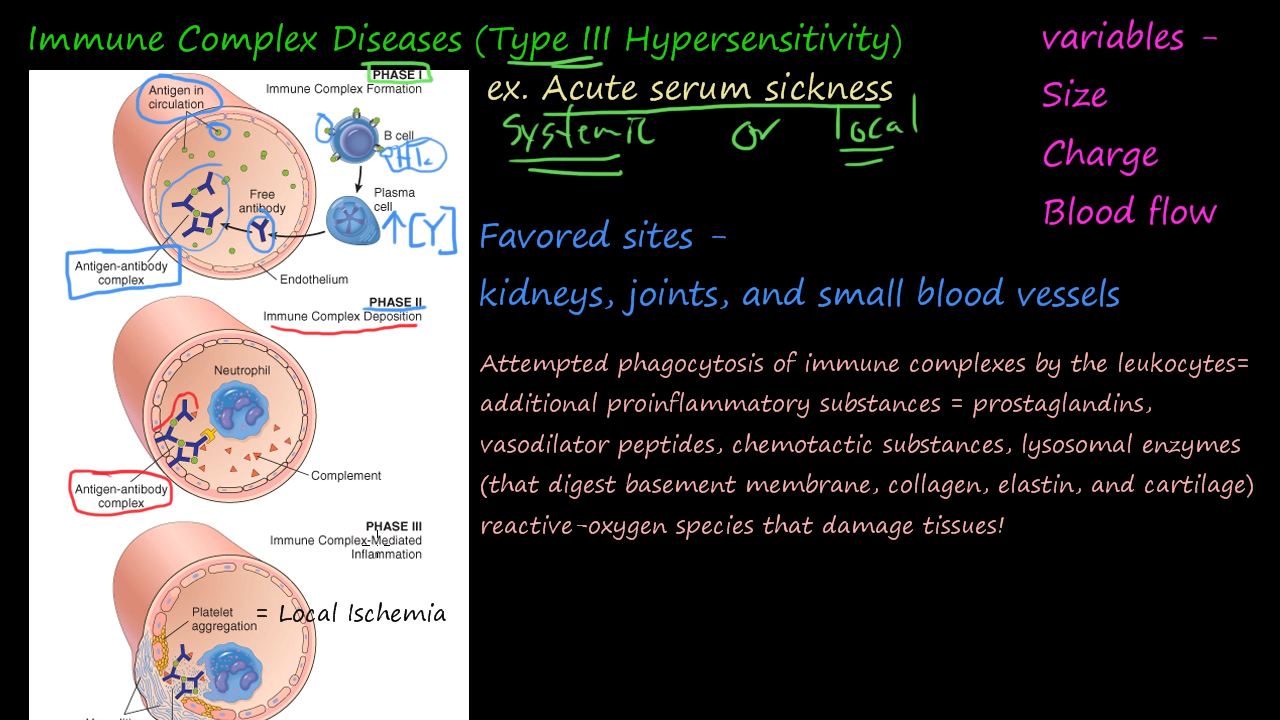 Immune Complex Diseases (Type III Hypersensitivity)
ex. Acute serum sickness
Systemic or local
variables -
Size
Charge
Blood flow
Favored sites -
kidneys, joints, and small blood vessels
Attempted phagocytosis of immune complexes by the leukocytes=
additional proinflammatory substances = prostaglandins,
vasodilator peptides, chemotactic substances, lysosomal enzymes
(that digest basement membrane, collagen, elastin, and cartilage)
reactive-oxygen species that damage tissues!
PHASE I
Immune Complex Formation
Antigen in
circulation
B cell
Plasma
cell
Free
antibody
↑[Y]
Antigen-antibody
complex
Endothelium
PHASE II
Immune Complex Deposition
Neutrophil
Complement
Antigen-antibody
complex
PHASE III
Immune Complex-Mediated
Inflammation
Platelet
aggregation
= Local Ischemia